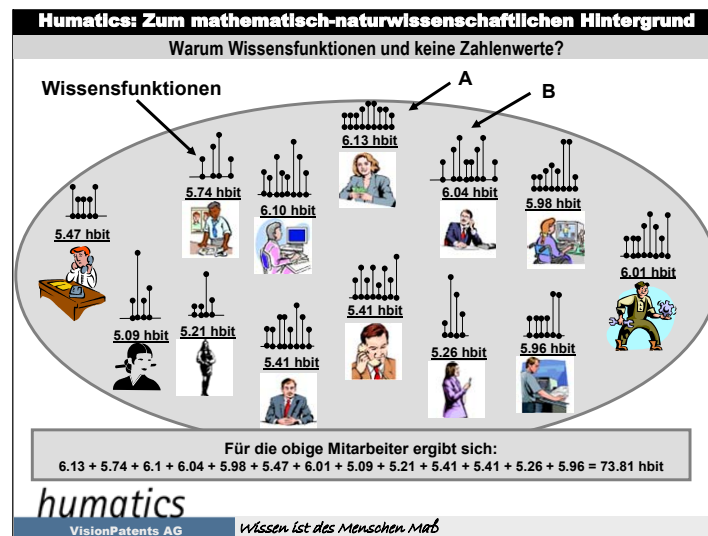 Humatics: Zum mathematisch-naturwissenschaftlichen Hintergrund
Warum Wissensfunktionen und keine Zahlenwerte?
Wissensfunktionen
A
B
6.13 hbit
5.74 hbit
6.10 hbit
6.04 hbit
5.98 hbit
5.47 hbit
6.01 hbit
5.09 hbit
5.21 hbit
5.41 hbit
5.41 hbit
5.26 hbit
5.96 hbit
Für die obige Mitarbeiter ergibt sich:
6.13 + 5.74 + 6.1 + 6.04 + 5.98 + 5.47 + 6.01 + 5.09 + 5.21 + 5.41 + 5.41 + 5.26 + 5.96 = 73.81 hbit
humatics
VisionPatents AG
Wissen ist des Menschen Maß